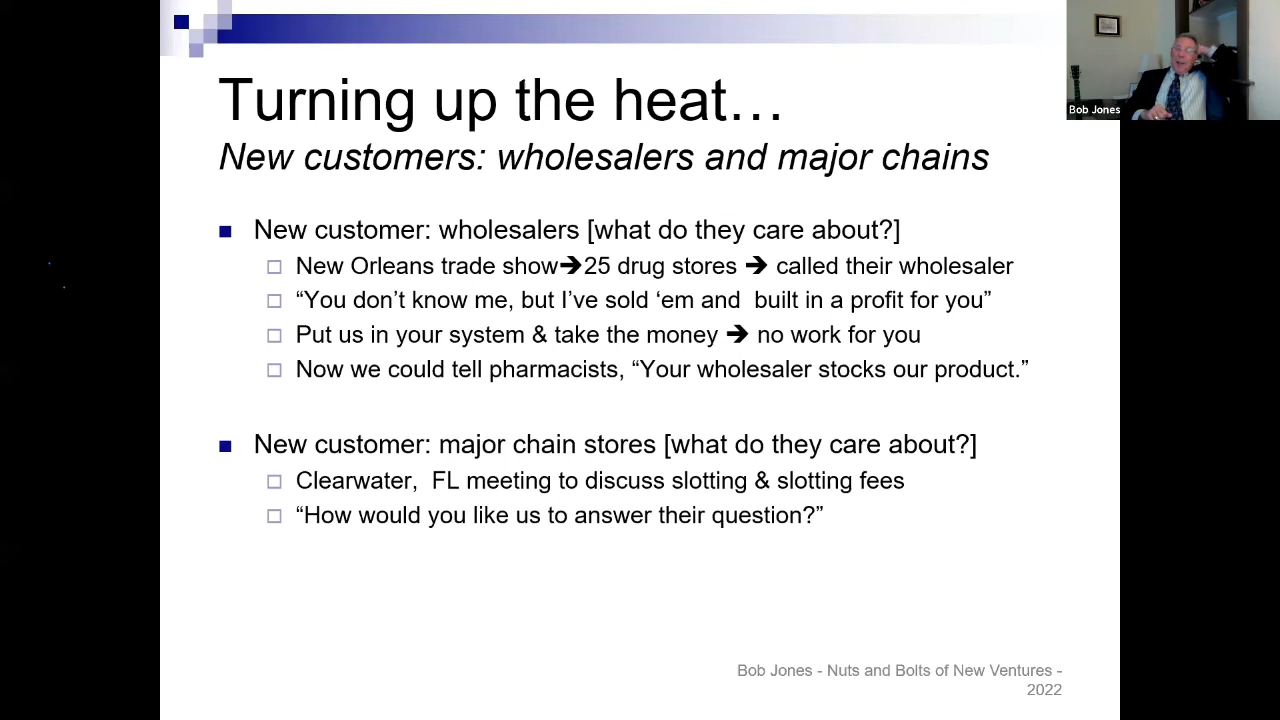 Turning up the heat…
New customers: wholesalers and major chains
New customer: wholesalers [what do they care about?]
New Orleans trade show➔25 drug stores ➔ called their wholesaler
“You don’t know me, but I’ve sold ‘em and  built in a profit for you”
Put us in your system & take the money ➔ no work for you
Now we could tell pharmacists, “Your wholesaler stocks our product.”
New customer: major chain stores [what do they care about?]
Clearwater,  FL meeting to discuss slotting & slotting fees
“How would you like us to answer their question?”
Bob Jones - Nuts and Bolts of New Ventures -
2022
Bob Jones